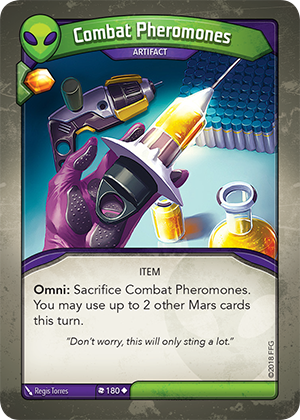 Combat Pheromones
ARTIFACT
ITEM
Omni: Sacrifice Combat Pheromones.
You may use up to 2 other Mars cards
this turn.
"Don't worry, this will only sting a lot."
Regis Torres
180
©2018 FFG